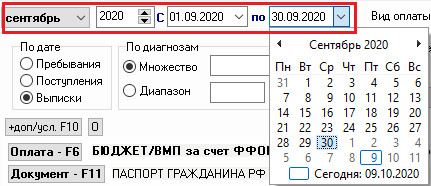 сентябрь 2020 С 01.09.2020 по 30.09.2020 Вид оплаты
По дате
Пребывания
Поступления
Выписки
По диагнозам
Множество
Диапазон
Сентябрь 2020
Пн Вт Ср Чт Пт Сб Вс
31 1 2 3 4 5 6
7 8 9 10 11 12 13
14 15 16 17 18 19 20
21 22 23 24 25 26 27
28 29 30 1 2 3 4
5 6 7 8 9 10 11
Сегодня: 09.10.2020
+доп/усл. F10 О
Оплата - F6 БЮДЖЕТ/ВМП за счет ФФО
Документ - F11 ПАСПОРТ ГРАЖДАНИНА РФ